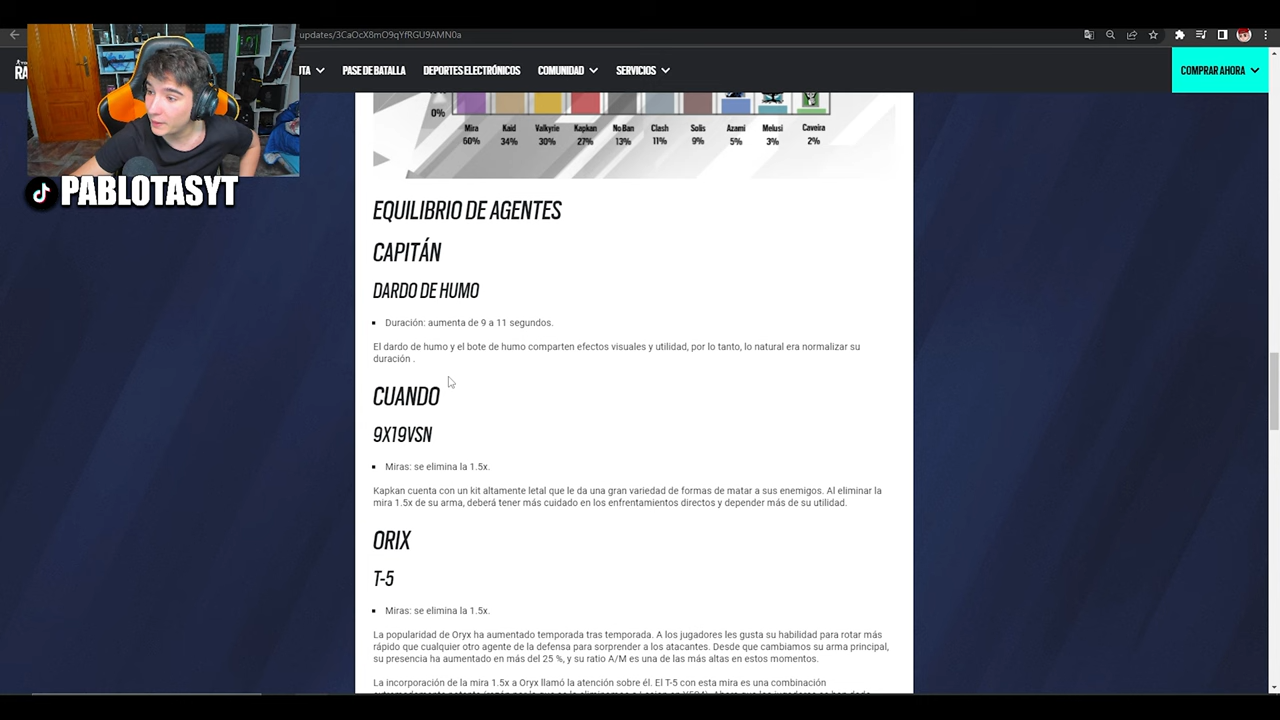 updates/3CaOcX8mO9qYfRGU9AMN0a
RA
UTA PASE DE BATALLA DEPORTES ELECTRÓNICOS COMUNIDAD SERVICIOS COMPRAR AHORA
0%
Mira Kaid Valkyrie Kapkan No Ban Clash Solis Azami Melusi Caveira
60% 34% 30% 27% 13% 11% 9% 5% 3% 2%
PABLOTASYT
EQUILIBRIO DE AGENTES
CAPITÁN
DARDO DE HUMO
Duración: aumenta de 9 a 11 segundos.
El dardo de humo y el bote de humo comparten efectos visuales y utilidad, por lo tanto, lo natural era normalizar su
duración .
CUANDO
9X19VSN
Miras: se elimina la 1.5x.
Kapkan cuenta con un kit altamente letal que le da una gran variedad de formas de matar a sus enemigos. Al eliminar la
mira 1.5x de su arma, deberá tener más cuidado en los enfrentamientos directos y depender más de su utilidad.
ORIX
T-5
Miras: se elimina la 1.5x.
La popularidad de Oryx ha aumentado temporada tras temporada. A los jugadores les gusta su habilidad para rotar más
rápido que cualquier otro agente de la defensa para sorprender a los atacantes. Desde que cambiamos su arma principal,
su presencia ha aumentado en más del 25 %, y su ratio A/M es una de las más altas en estos momentos.
La incorporación de la mira 1.5x a Oryx llamó la atención sobre él. El T-5 con esta mira es una combinación